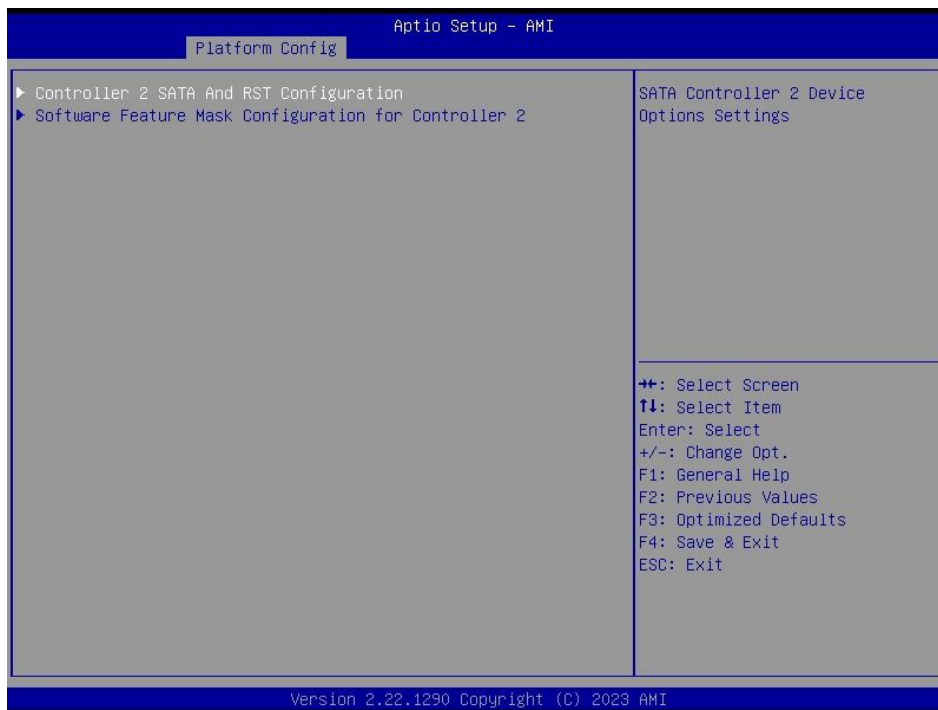 Aptio Setup - AMI
Platform Config
▶ Controller 2 SATA And RST Configuration
▶ Software Feature Mask Configuration for Controller 2
SATA Controller 2 Device
Options Settings
→←: Select Screen
↑↓: Select Item
Enter: Select
+/-: Change Opt.
F1: General Help
F2: Previous Values
F3: Optimized Defaults
F4: Save & Exit
ESC: Exit
Version 2.22.1290 Copyright (C) 2023 AMI